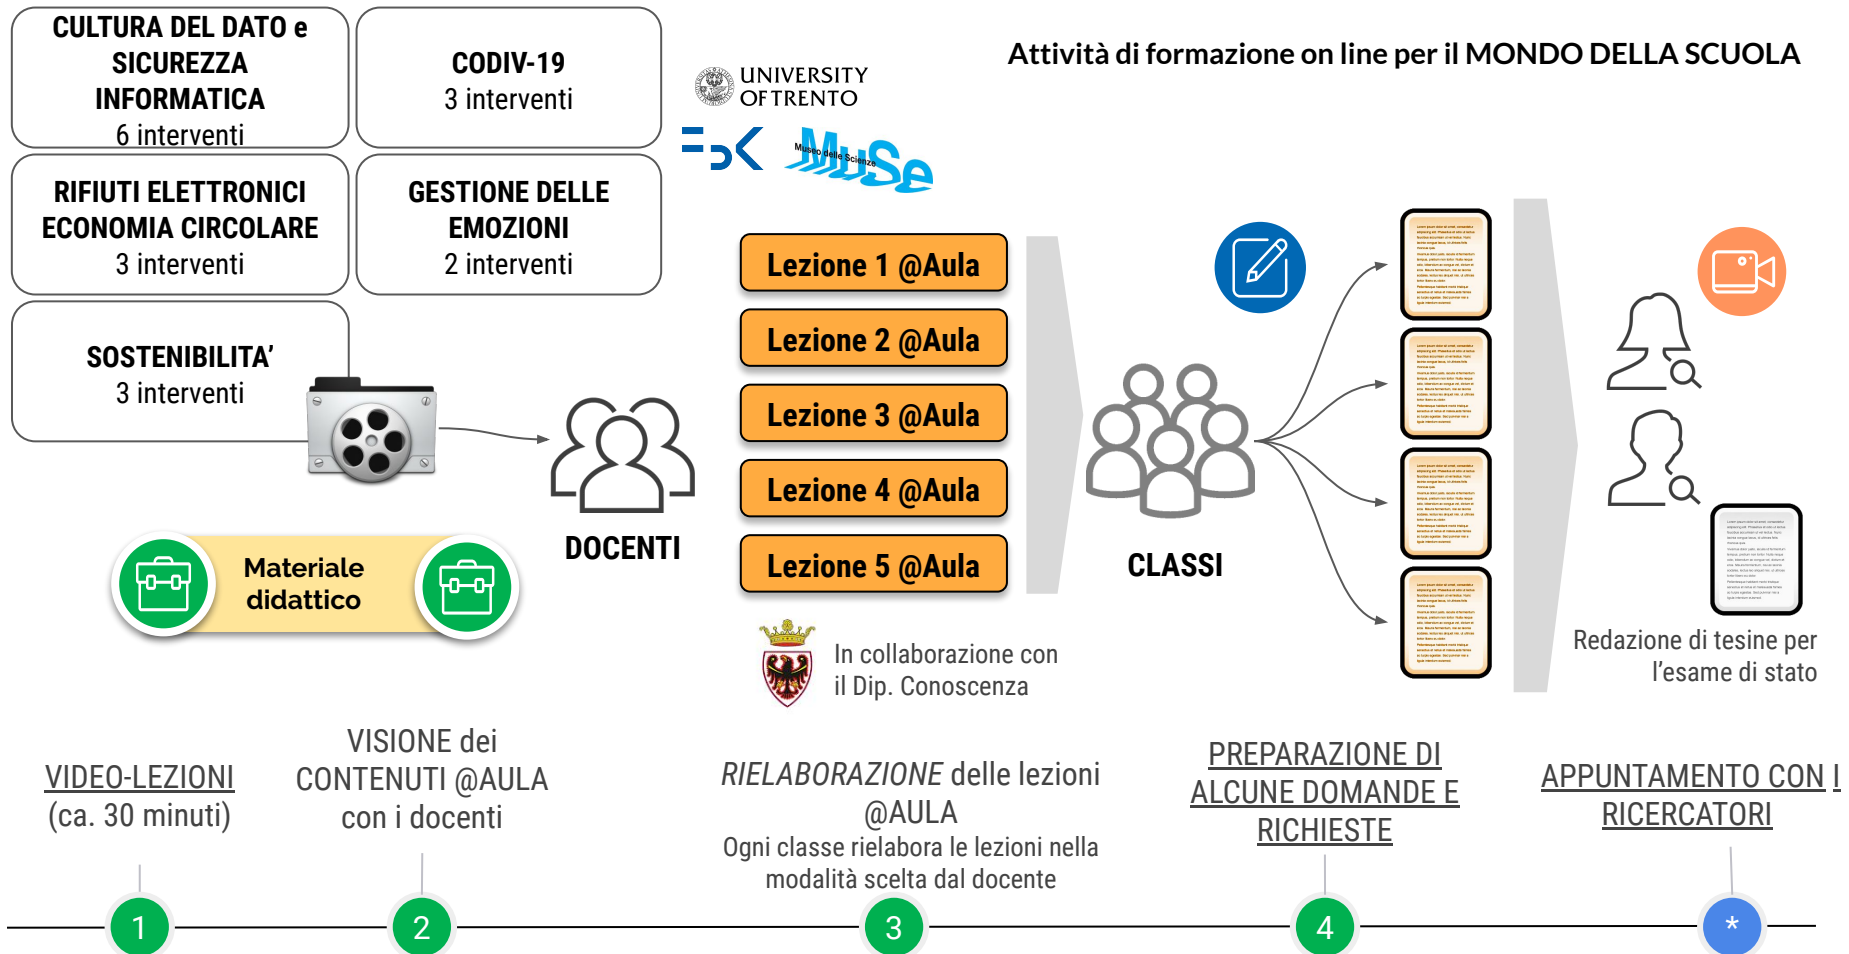 CULTURA DEL DATO e
SICUREZZA
INFORMATICA
6 interventi
CODIV-19
3 interventi
RIFIUTI ELETTRONICI
ECONOMIA CIRCOLARE
3 interventi
GESTIONE DELLE
EMOZIONI
2 interventi
SOSTENIBILITA’
3 interventi
UNIVERSITY
OF TRENTO
FBK
MuSe
Museo delle Scienze
Attività di formazione on line per il MONDO DELLA SCUOLA
Materiale
didattico
DOCENTI
Lezione 1 @Aula
Lezione 2 @Aula
Lezione 3 @Aula
Lezione 4 @Aula
Lezione 5 @Aula
In collaborazione con
il Dip. Conoscenza
CLASSI
Redazione di tesine per
l’esame di stato
VIDEO-LEZIONI
(ca. 30 minuti)
VISIONE dei
CONTENUTI @AULA
con i docenti
RIELABORAZIONE delle lezioni
@AULA
Ogni classe rielabora le lezioni nella
modalità scelta dal docente
PREPARAZIONE DI
ALCUNE DOMANDE E
RICHIESTE
APPUNTAMENTO CON I
RICERCATORI
1
2
3
4
*